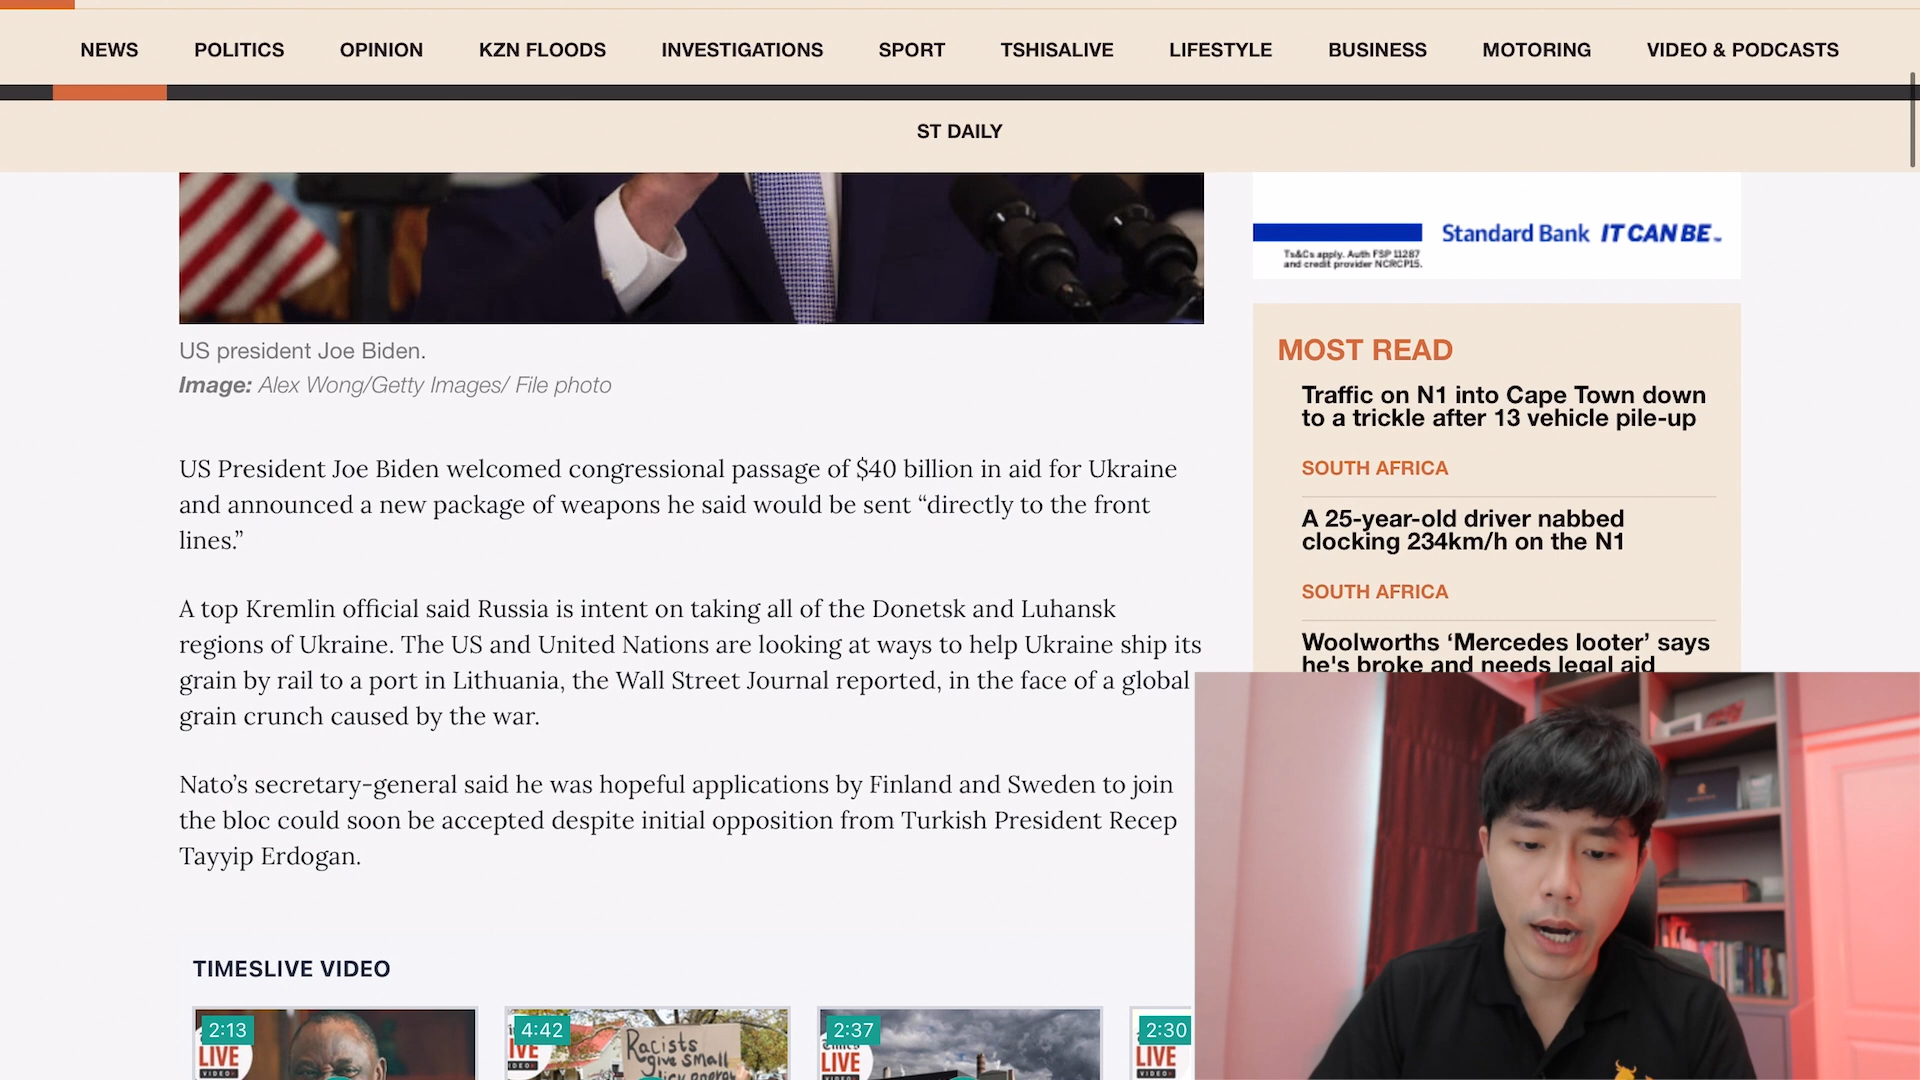 NEWS POLITICS OPINION KZN FLOODS INVESTIGATIONS SPORT TSHISALIVE LIFESTYLE BUSINESS MOTORING VIDEO & PODCASTS
ST DAILY
Standard Bank IT CAN BE™
Ts&Cs apply. Auth FSP 11287
and credit provider NCRCP15.
US president Joe Biden.
Image: Alex Wong/Getty Images/ File photo
US President Joe Biden welcomed congressional passage of $40 billion in aid for Ukraine
and announced a new package of weapons he said would be sent “directly to the front
lines.”
A top Kremlin official said Russia is intent on taking all of the Donetsk and Luhansk
regions of Ukraine. The US and United Nations are looking at ways to help Ukraine ship its
grain by rail to a port in Lithuania, the Wall Street Journal reported, in the face of a global
grain crunch caused by the war.
Nato’s secretary-general said he was hopeful applications by Finland and Sweden to join
the bloc could soon be accepted despite initial opposition from Turkish President Recep
Tayyip Erdogan.
MOST READ
Traffic on N1 into Cape Town down
to a trickle after 13 vehicle pile-up
SOUTH AFRICA
A 25-year-old driver nabbed
clocking 234km/h on the N1
SOUTH AFRICA
Woolworths ‘Mercedes looter’ says
he's broke and needs legal aid
TIMESLIVE VIDEO
2:13
LIVE
VIDEO
4:42
LIVE
VIDEO
Racists
give small
2:37
LIVE
VIDEO
2:30
LIVE
VIDEO